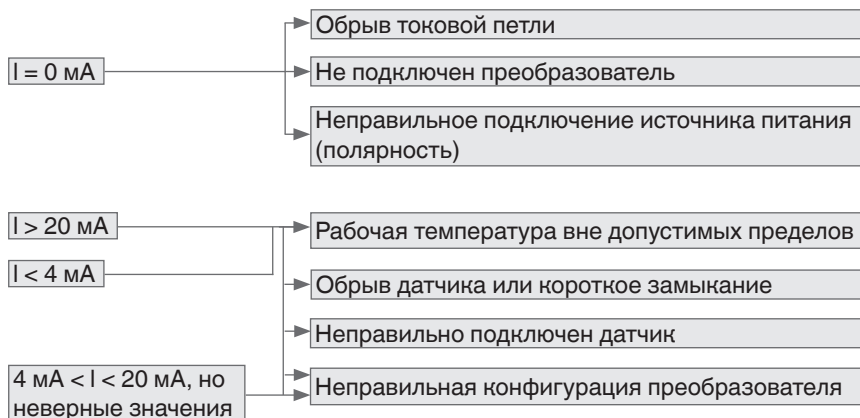 Обрыв токовой петли
I = 0 мА
Не подключен преобразователь
Неправильное подключение источника питания
(полярность)
I > 20 мА
Рабочая температура вне допустимых пределов
I < 4 мА
Обрыв датчика или короткое замыкание
Неправильно подключен датчик
4 мА < I < 20 мА, но
неверные значения
Неправильная конфигурация преобразователя